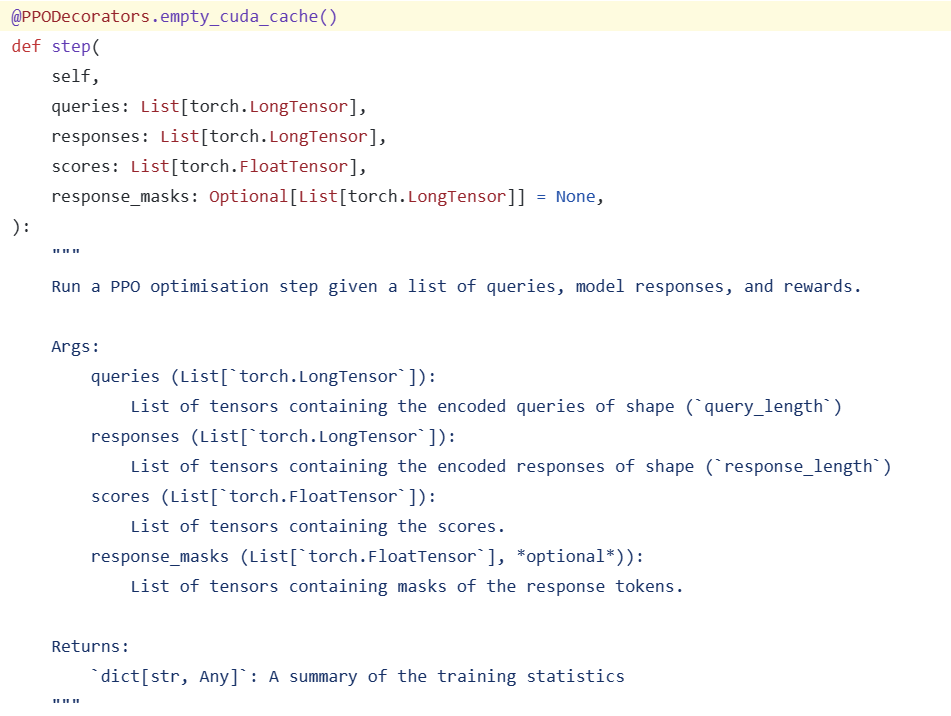 @PPODecorators.empty_cuda_cache()
def step(
    self,
    queries: List[torch.LongTensor],
    responses: List[torch.LongTensor],
    scores: List[torch.FloatTensor],
    response_masks: Optional[List[torch.LongTensor]] = None,
):
    """
    Run a PPO optimisation step given a list of queries, model responses, and rewards.

    Args:
        queries (List[`torch.LongTensor`]):
            List of tensors containing the encoded queries of shape (`query_length`)
        responses (List[`torch.LongTensor`]):
            List of tensors containing the encoded responses of shape (`response_length`)
        scores (List[`torch.FloatTensor`]):
            List of tensors containing the scores.
        response_masks (List[`torch.FloatTensor`], *optional*)):
            List of tensors containing masks of the response tokens.

    Returns:
        `dict[str, Any]`: A summary of the training statistics
    """